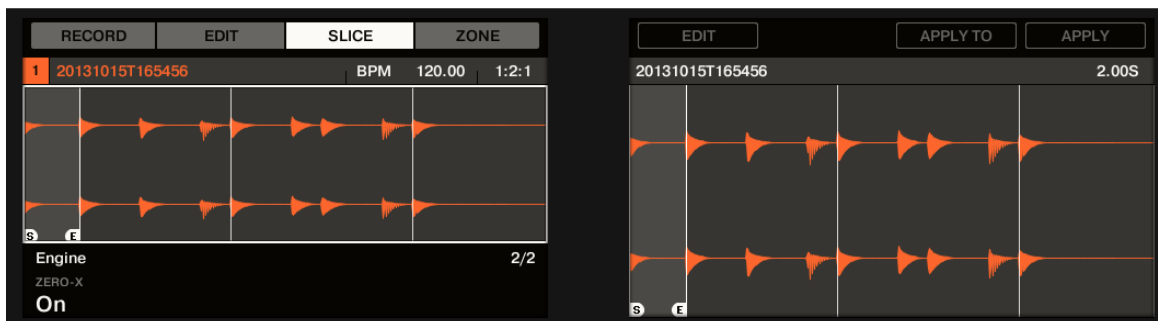 RECORD EDIT SLICE ZONE
1 20131015T165456 BPM 120.00 1:2:1
S E
Engine 2/2
ZERO-X
On
EDIT APPLY TO APPLY
20131015T165456 2.00S
S E